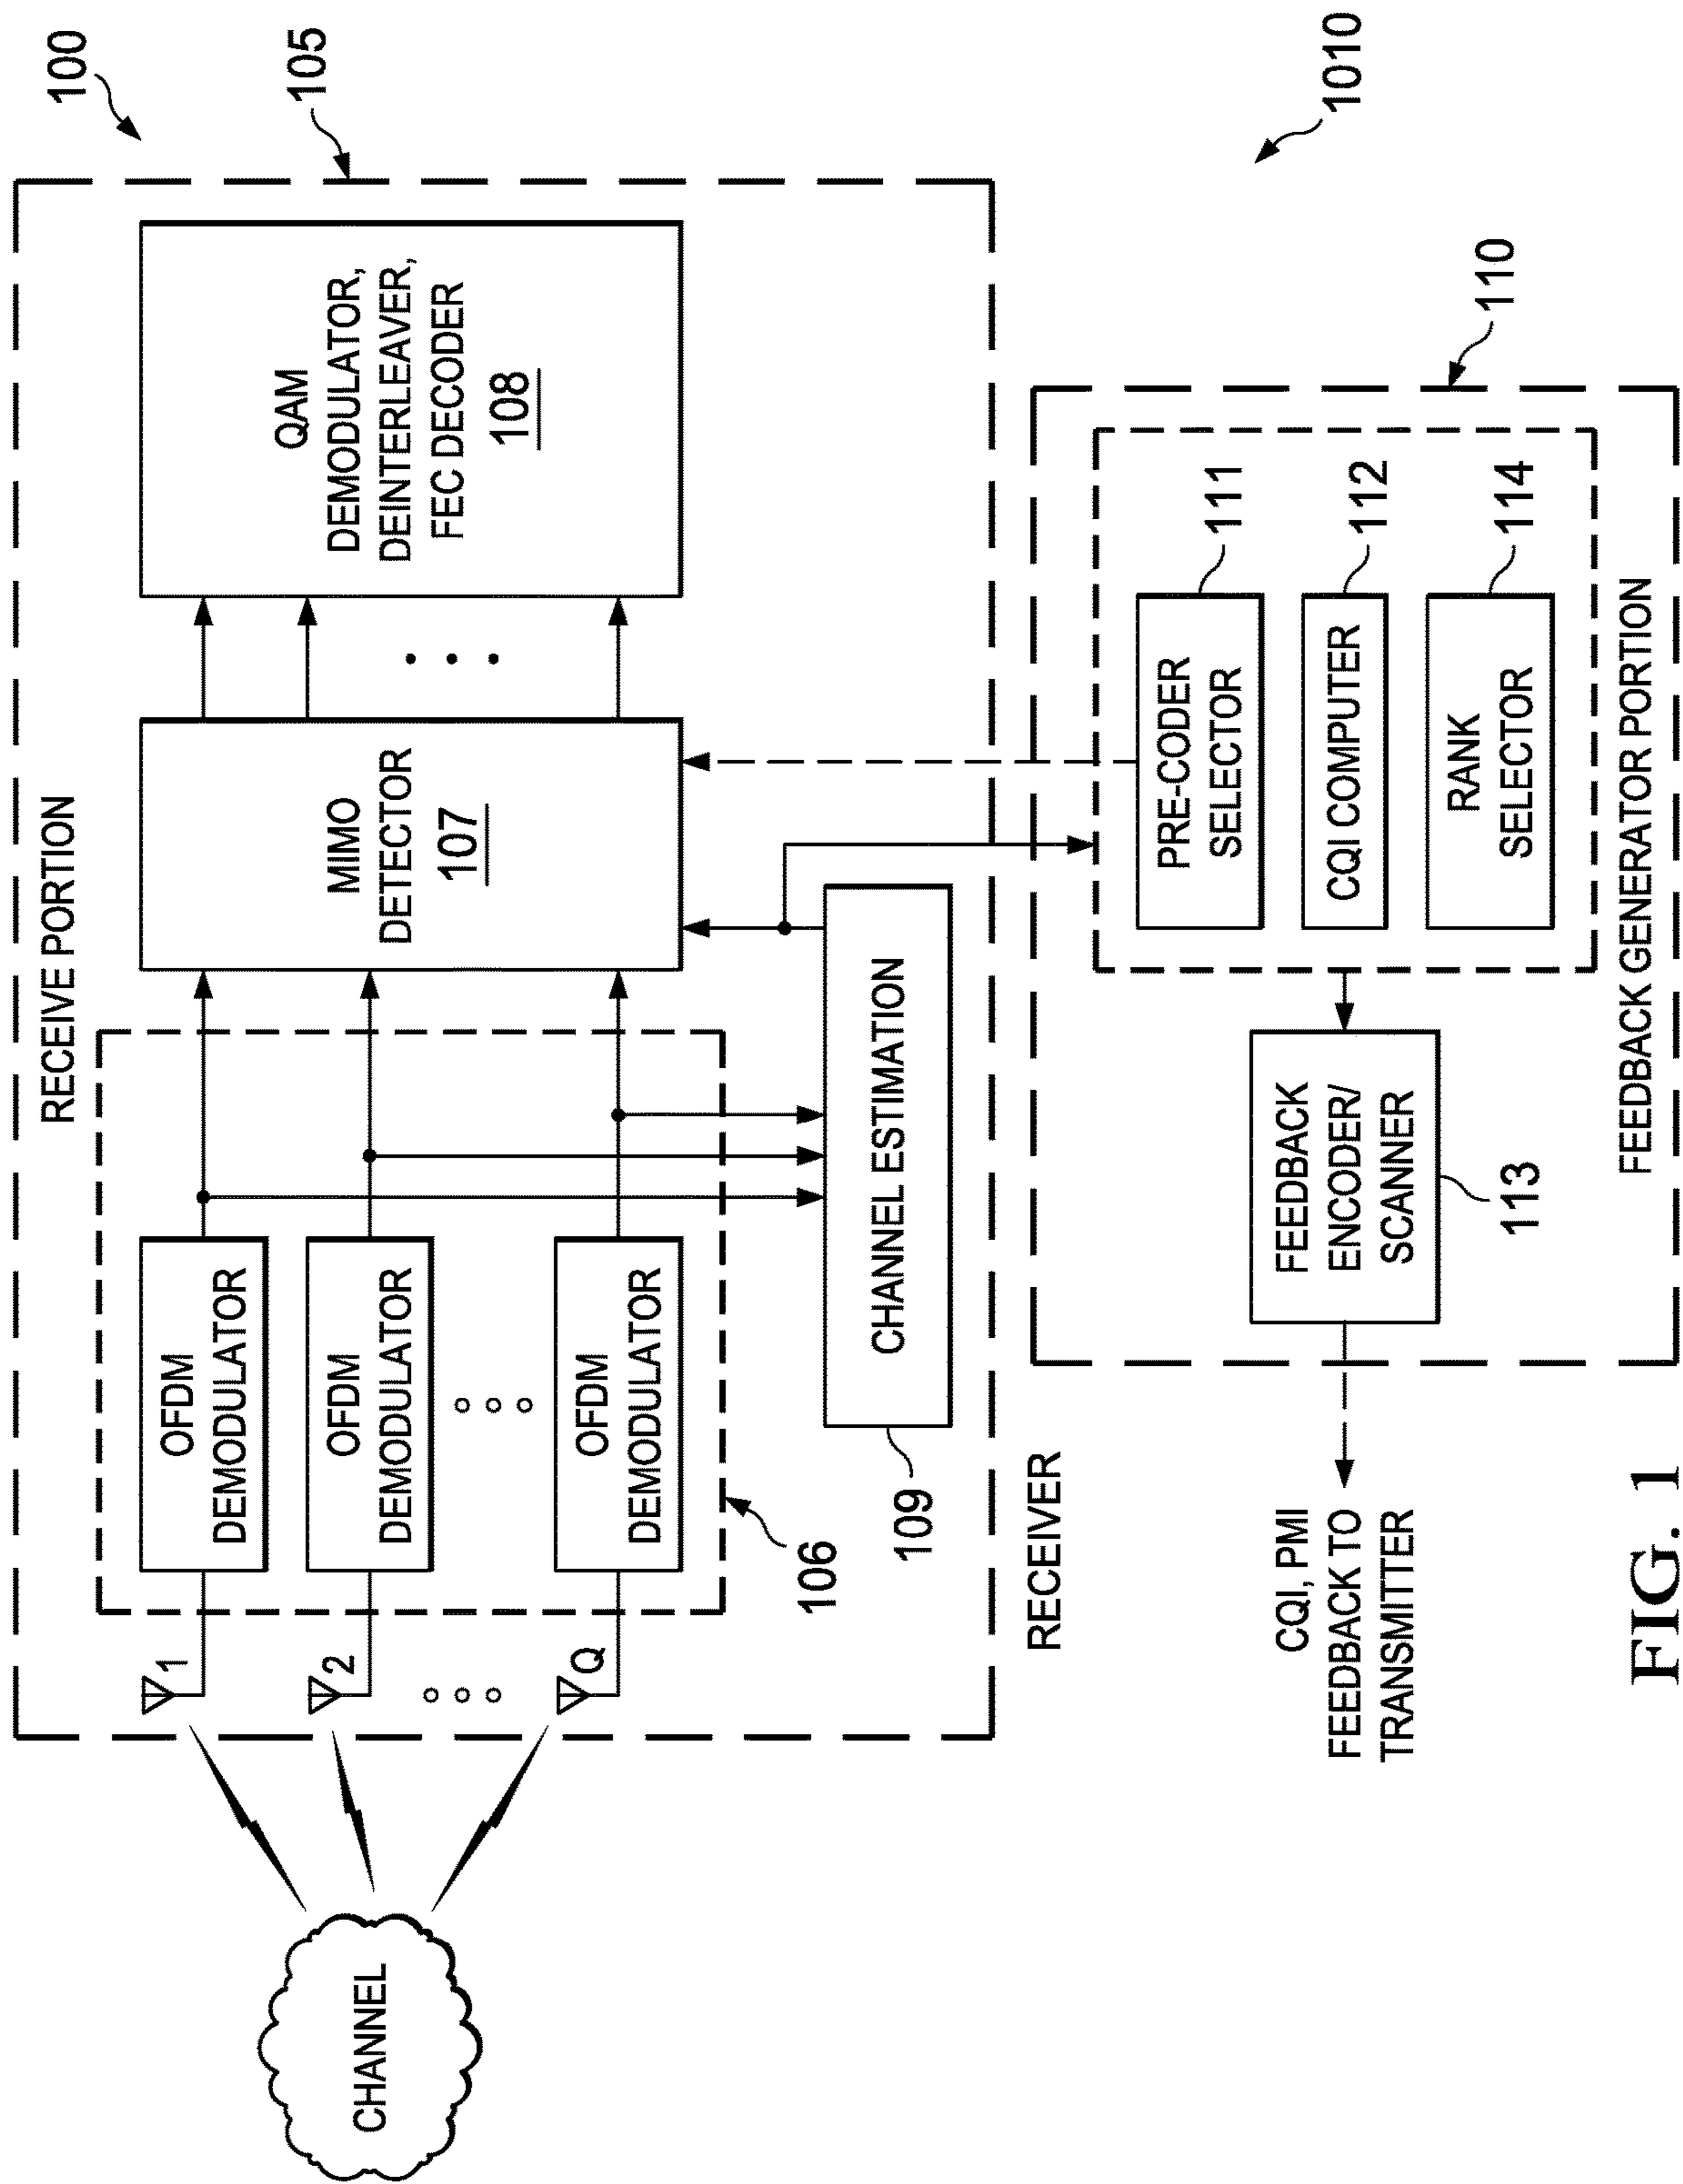 100
105
RECEIVE PORTION
OFDM
DEMODULATOR
OFDM
DEMODULATOR
OFDM
DEMODULATOR
106
1
2
Q
CHANNEL
MIMO
DETECTOR
107
QAM
DEMODULATOR,
DEINTERLEAVER,
FEC DECODER
108
CHANNEL ESTIMATION
109
RECEIVER
1010
110
PRE-CODER
SELECTOR
111
CQI COMPUTER
112
RANK
SELECTOR
114
FEEDBACK
ENCODER/
SCANNER
113
FEEDBACK GENERATOR PORTION
CQI, PMI
FEEDBACK TO
TRANSMITTER
FIG. 1